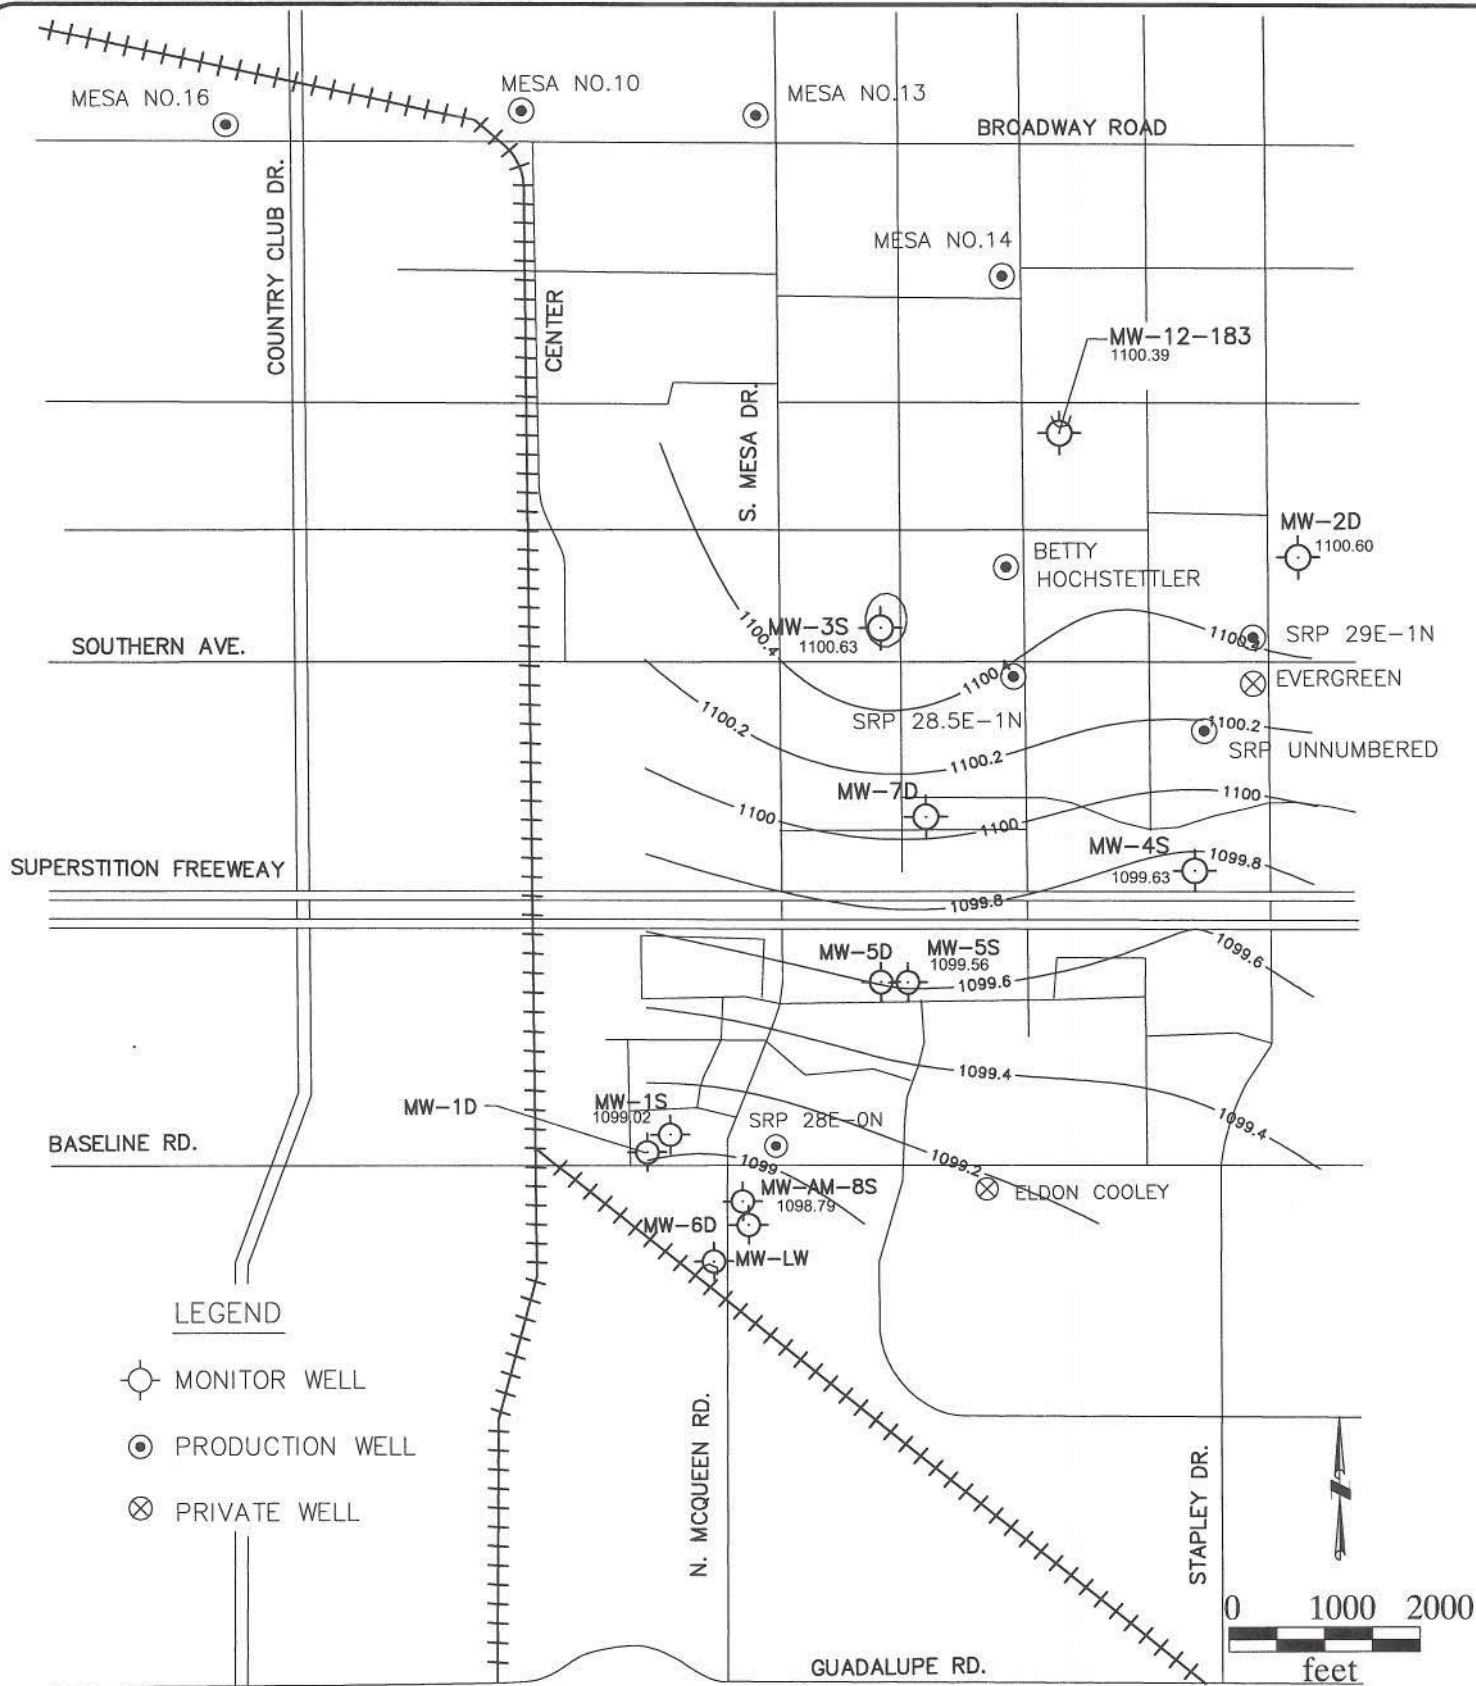 MESA NO.16
MESA NO.10
MESA NO.13
BROADWAY ROAD
COUNTRY CLUB DR.
CENTER
MESA NO.14
MW-12-183
1100.39
S. MESA DR.
MW-2D
1100.60
BETTY
HOCHSTETTLER
MW-3S
1100.63
1100.4
1100.4
SRP 29E-1N
SOUTHERN AVE.
EVERGREEN
SRP 28.5E-1N
1100.2
1100.2
1100.2
SRP UNNUMBERED
MW-7D
1100
1100
1100
MW-4S
1099.63
1099.8
1099.8
SUPERSTITION FREEWEAY
MW-5D
MW-5S
1099.56
1099.6
1099.6
1099.4
1099.4
MW-1D
MW-1S
1099.02
SRP 28E-0N
BASELINE RD.
1099
1099.2
ELDON COOLEY
MW-AM-8S
1098.79
MW-6D
MW-LW
LEGEND
MONITOR WELL
PRODUCTION WELL
PRIVATE WELL
N. MCQUEEN RD.
STAPLEY DR.
GUADALUPE RD.
0 1000 2000
feet